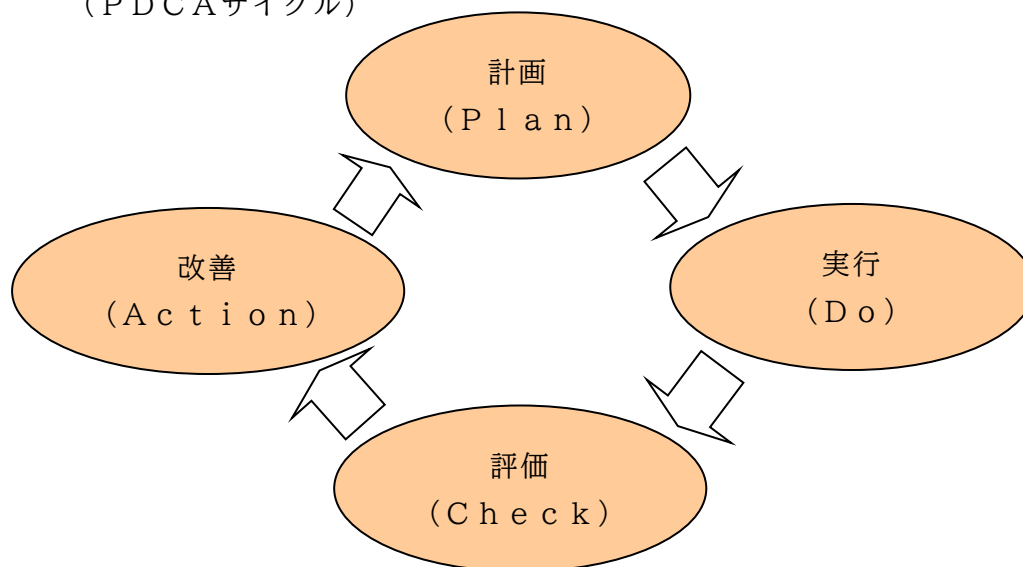 （ＰＤＣＡサイクル）
計画
（Ｐｌａｎ）
改善
（Ａｃｔｉｏｎ）
実行
（Ｄｏ）
評価
（Ｃｈｅｃｋ）